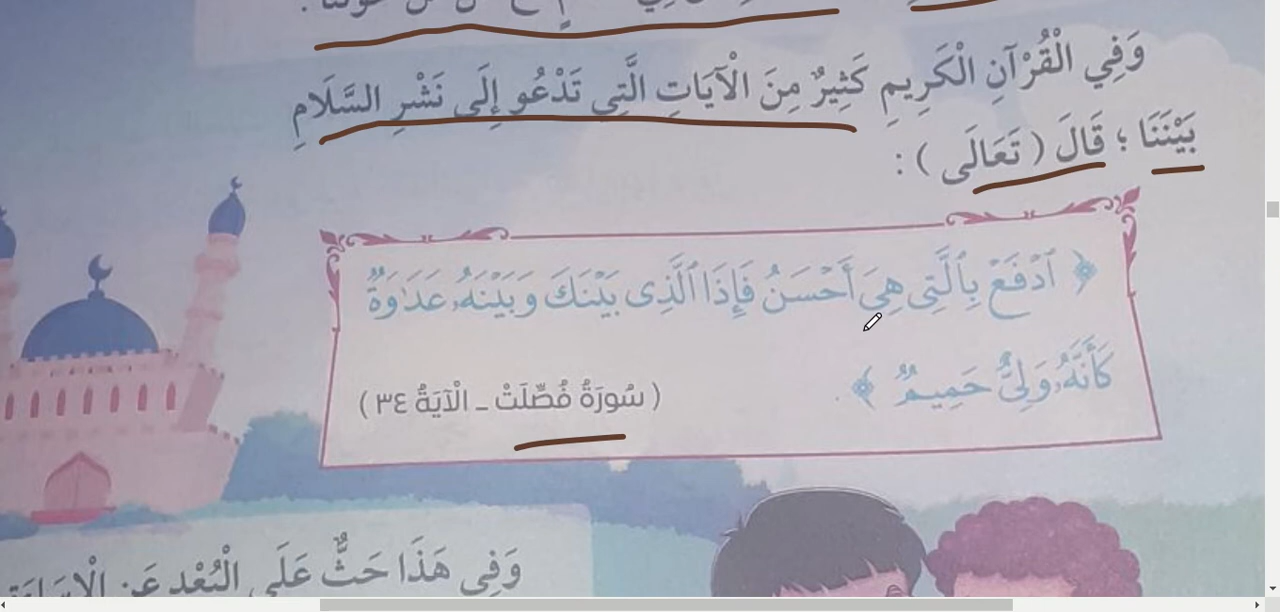 وَفِي الْقُرْآنِ الْكَرِيمِ كَثِيرٌ مِنَ الْآيَاتِ الَّتِي تَدْعُو إِلَى نَشْرِ السَّلَامِ
بَيْنَنَا ؛ قَالَ ( تَعَالَى ) :
﴿ ٱدۡفَعۡ بِٱلَّتِى هِىَ أَحۡسَنُ فَإِذَا ٱلَّذِى بَيۡنَكَ وَبَيۡنَهُۥ عَدَٰوَةٌ
كَأَنَّهُۥ وَلِىٌّ حَمِيمٌ ﴾ .
( سُورَةُ فُصِّلَتْ ـ الْآيَةُ ٣٤ )
وَفِي هَذَا حَثٌّ عَلَى الْبُعْدِ عَنِ